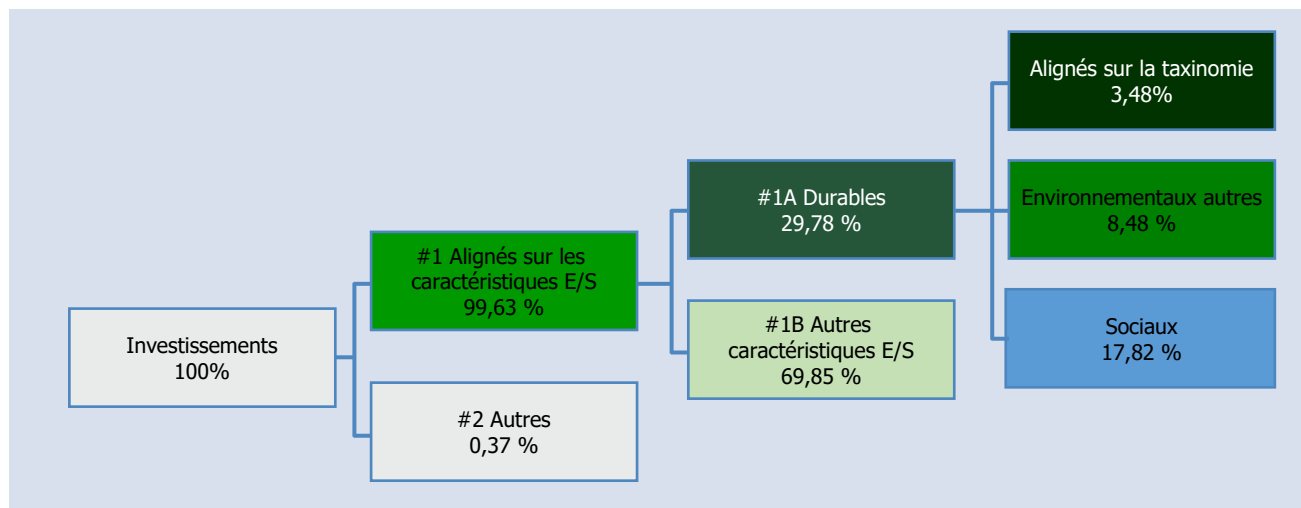 Investissements
100%
#1 Alignés sur les
caractéristiques E/S
99,63 %
#2 Autres
0,37 %
#1A Durables
29,78 %
#1B Autres
caractéristiques E/S
69,85 %
Alignés sur la taxinomie
3,48%
Environnementaux autres
8,48 %
Sociaux
17,82 %